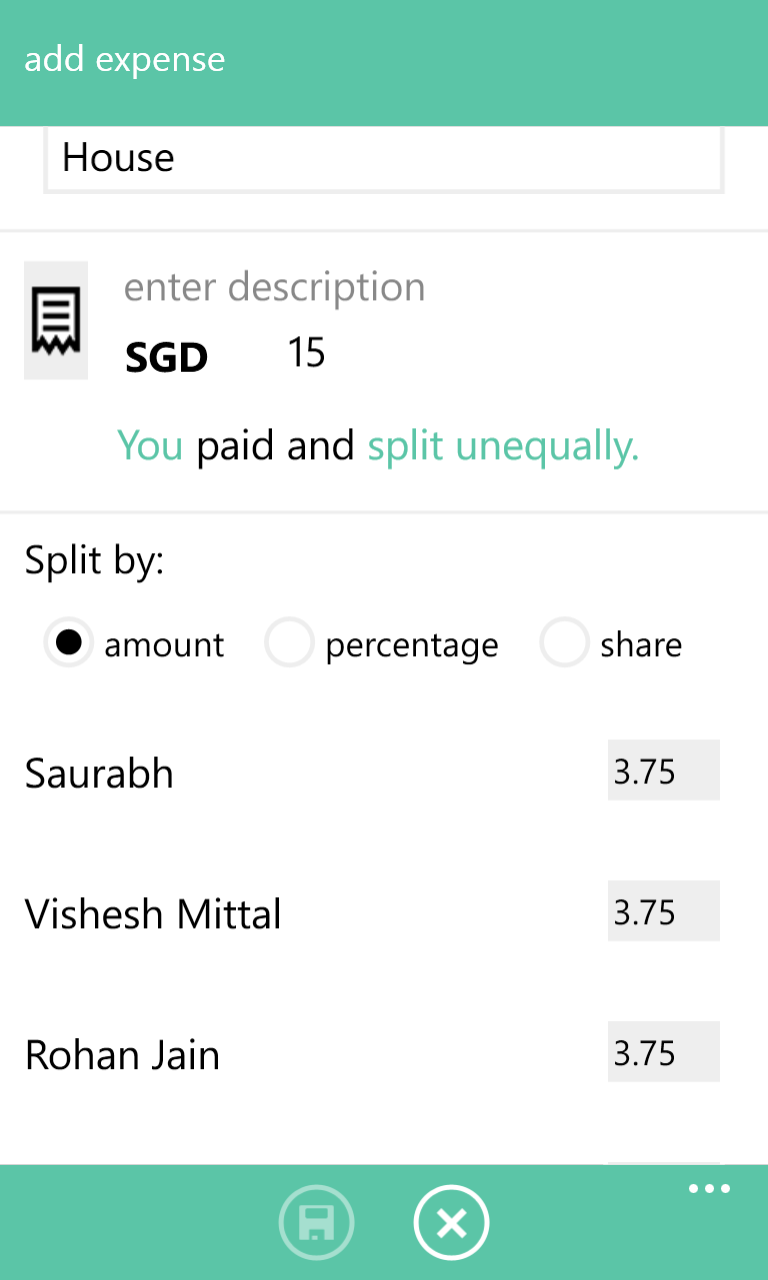 add expense
House
enter description
SGD 15
You paid and split unequally.
Split by:
amount percentage share
Saurabh 3.75
Vishesh Mittal 3.75
Rohan Jain 3.75